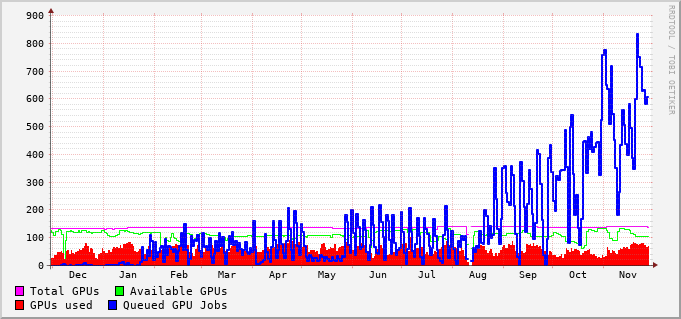 900
800
700
600
500
400
300
200
100
0
Dec Jan Feb Mar Apr May Jun Jul Aug Sep Oct Nov
Total GPUs Available GPUs
GPUs used Queued GPU Jobs
RRDTOOL / TOBI OETIKER